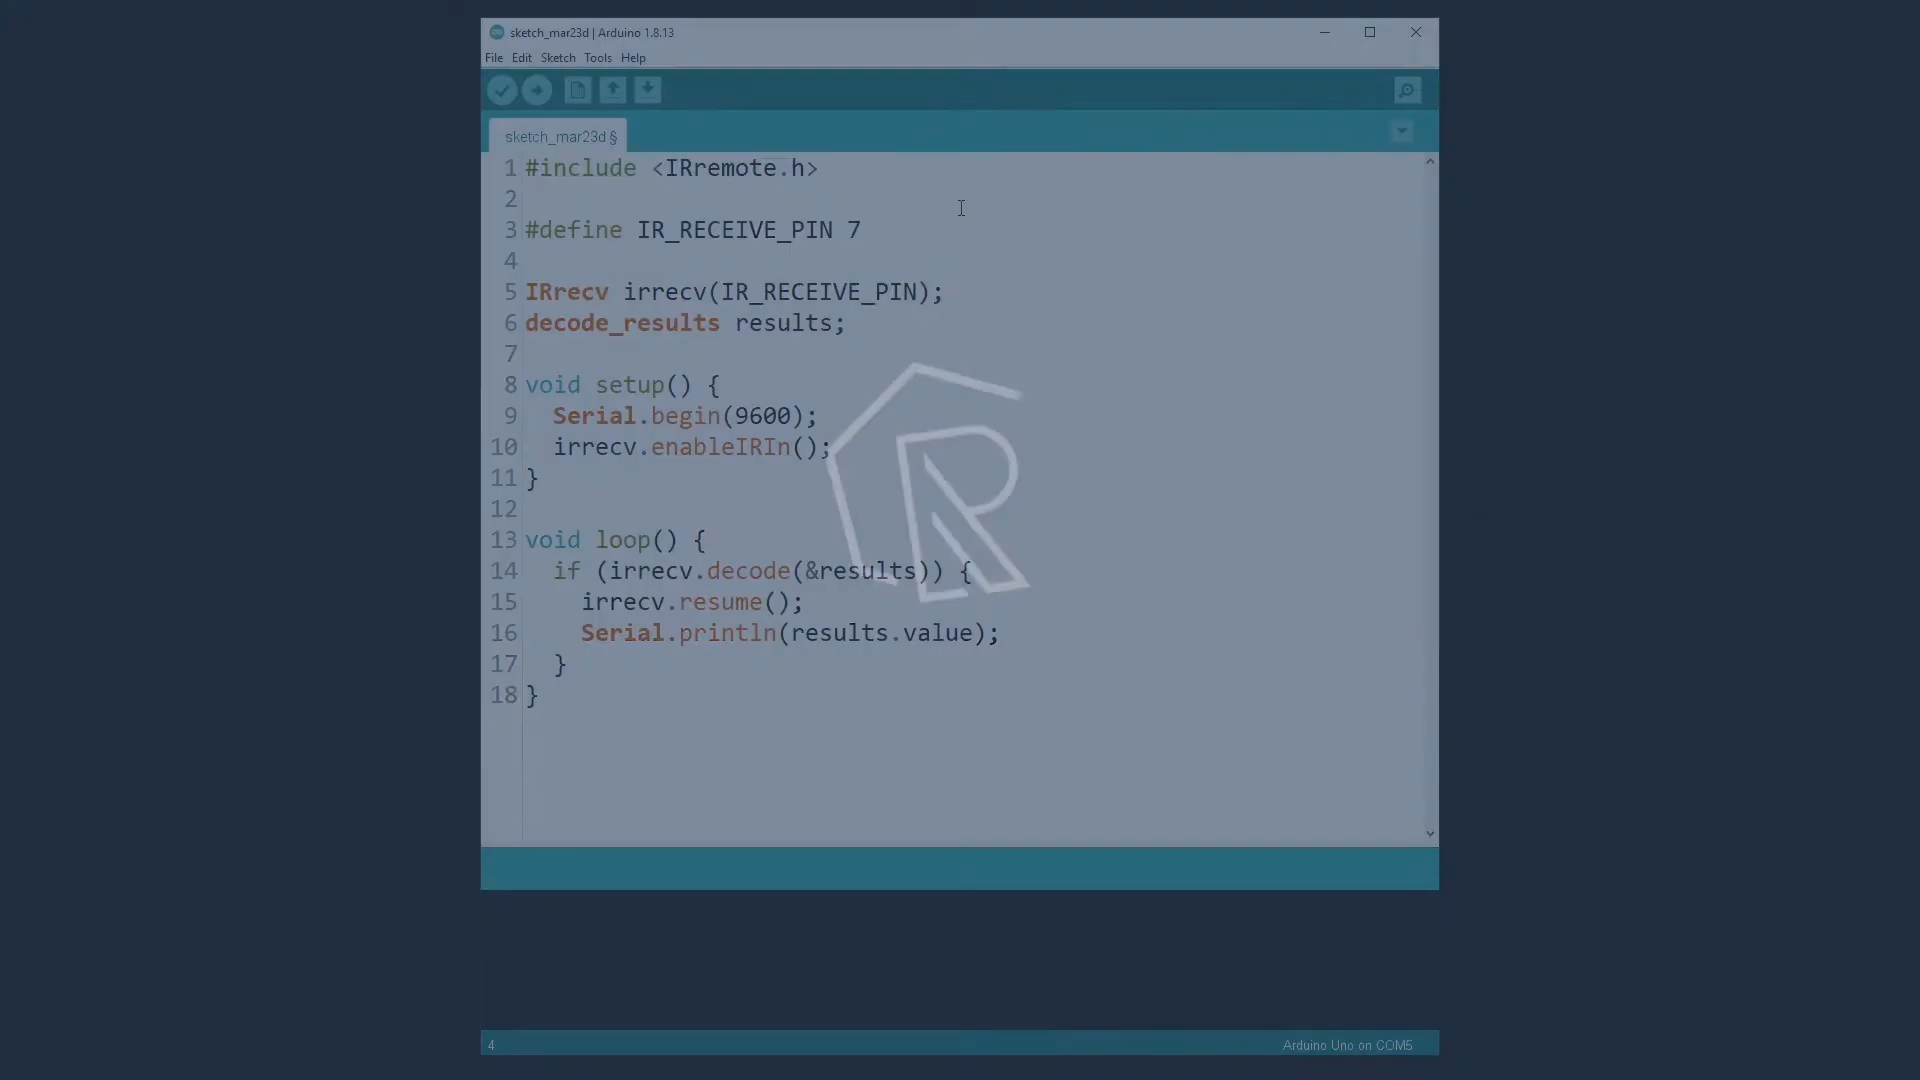 sketch_mar23d | Arduino 1.8.13
File Edit Sketch Tools Help
sketch_mar23d §
1 #include <IRremote.h>
2
3 #define IR_RECEIVE_PIN 7
4
5 IRrecv irrecv(IR_RECEIVE_PIN);
6 decode_results results;
7
8 void setup() {
9   Serial.begin(9600);
10   irrecv.enableIRIn();
11 }
12
13 void loop() {
14   if (irrecv.decode(&results)) {
15     irrecv.resume();
16     Serial.println(results.value);
17   }
18 }
4 Arduino Uno on COM5